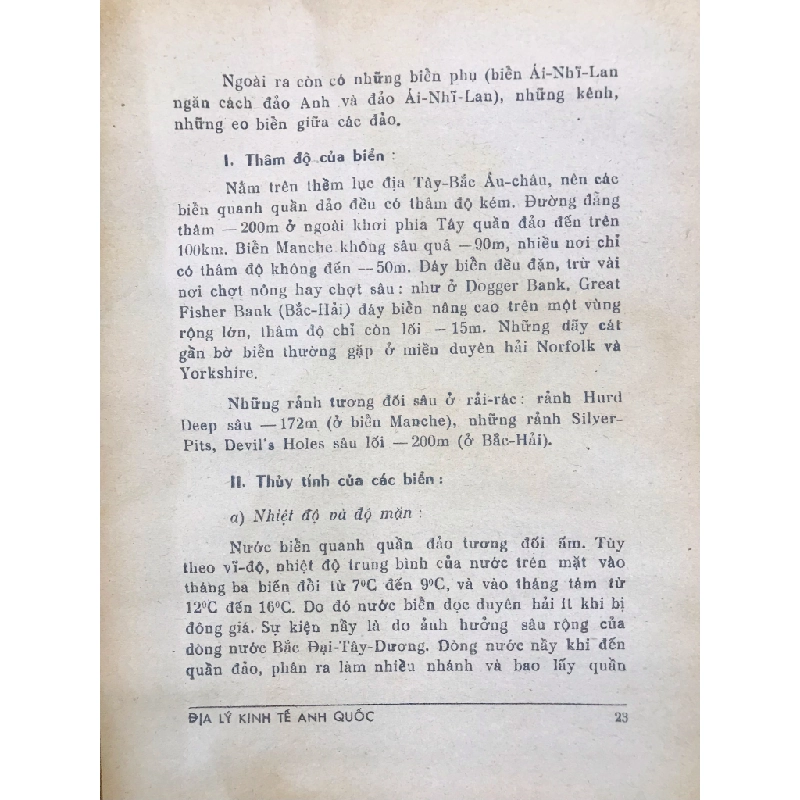 Ngoài ra còn có những biển phụ (biển Ái-Nhĩ-Lan
ngăn cách đảo Anh và đảo Ái-Nhĩ-Lan), những kênh,
những eo biển giữa các đảo.
I. Thâm độ của biển :
Nằm trên thềm lục địa Tây-Bắc Âu-châu, nên các
biển quanh quần đảo đều có thâm độ kém. Đường đẳng
thâm —200m ở ngoài khơi phía Tây quần đảo đến trên
100km. Biển Manche không sâu quá —90m, nhiều nơi chỉ
có thâm độ không đến —50m. Đáy biển đều đặn, trừ vài
nơi chợt nông hay chợt sâu : như ở Dogger Bank, Great
Fisher Bank (Bắc-Hải) đáy biển nâng cao trên một vùng
rộng lớn, thâm độ chỉ còn lối —15m. Những dãy cát
gần bờ biển thường gặp ở miền duyên hải Norfolk và
Yorkshire.
Những rảnh tương đối sâu ở rải-rác : rảnh Hurd
Deep sâu —172m (ở biển Manche), những rảnh Silver-
Pits, Devil's Holes sâu lối —200m (ở Bắc-Hải).
II. Thủy tính của các biển :
a) Nhiệt độ và độ mặn :
Nước biển quanh quần đảo tương đối ấm. Tùy
theo vĩ-độ, nhiệt độ trung bình của nước trên mặt vào
tháng ba biến đổi từ 7ºC đến 9ºC, và vào tháng tám từ
12ºC đến 16ºC. Do đó nước biển dọc duyên hải ít khi bị
đông giá. Sự kiện nầy là do ảnh hưởng sâu rộng của
dòng nước Bắc Đại-Tây-Dương. Dòng nước nầy khi đến
quần đảo, phân ra làm nhiều nhánh và bao lấy quần
ĐỊA LÝ KINH TẾ ANH QUỐC 23